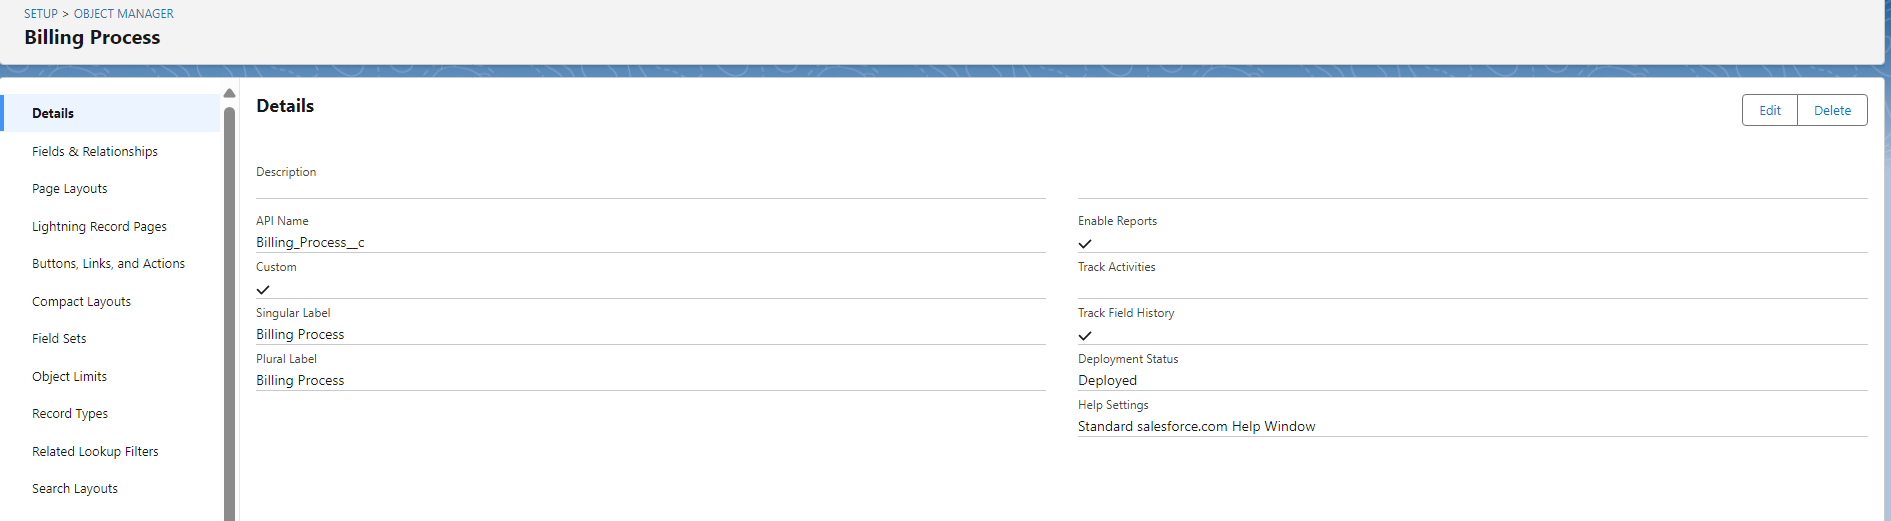 SETUP > OBJECT MANAGER
Billing Process
Details
Fields & Relationships
Page Layouts
Lightning Record Pages
Buttons, Links, and Actions
Compact Layouts
Field Sets
Object Limits
Record Types
Related Lookup Filters
Search Layouts
Details
Edit
Delete
Description
API Name
Billing_Process__c
Custom
Singular Label
Billing Process
Plural Label
Billing Process
Enable Reports
Track Activities
Track Field History
Deployment Status
Deployed
Help Settings
Standard salesforce.com Help Window